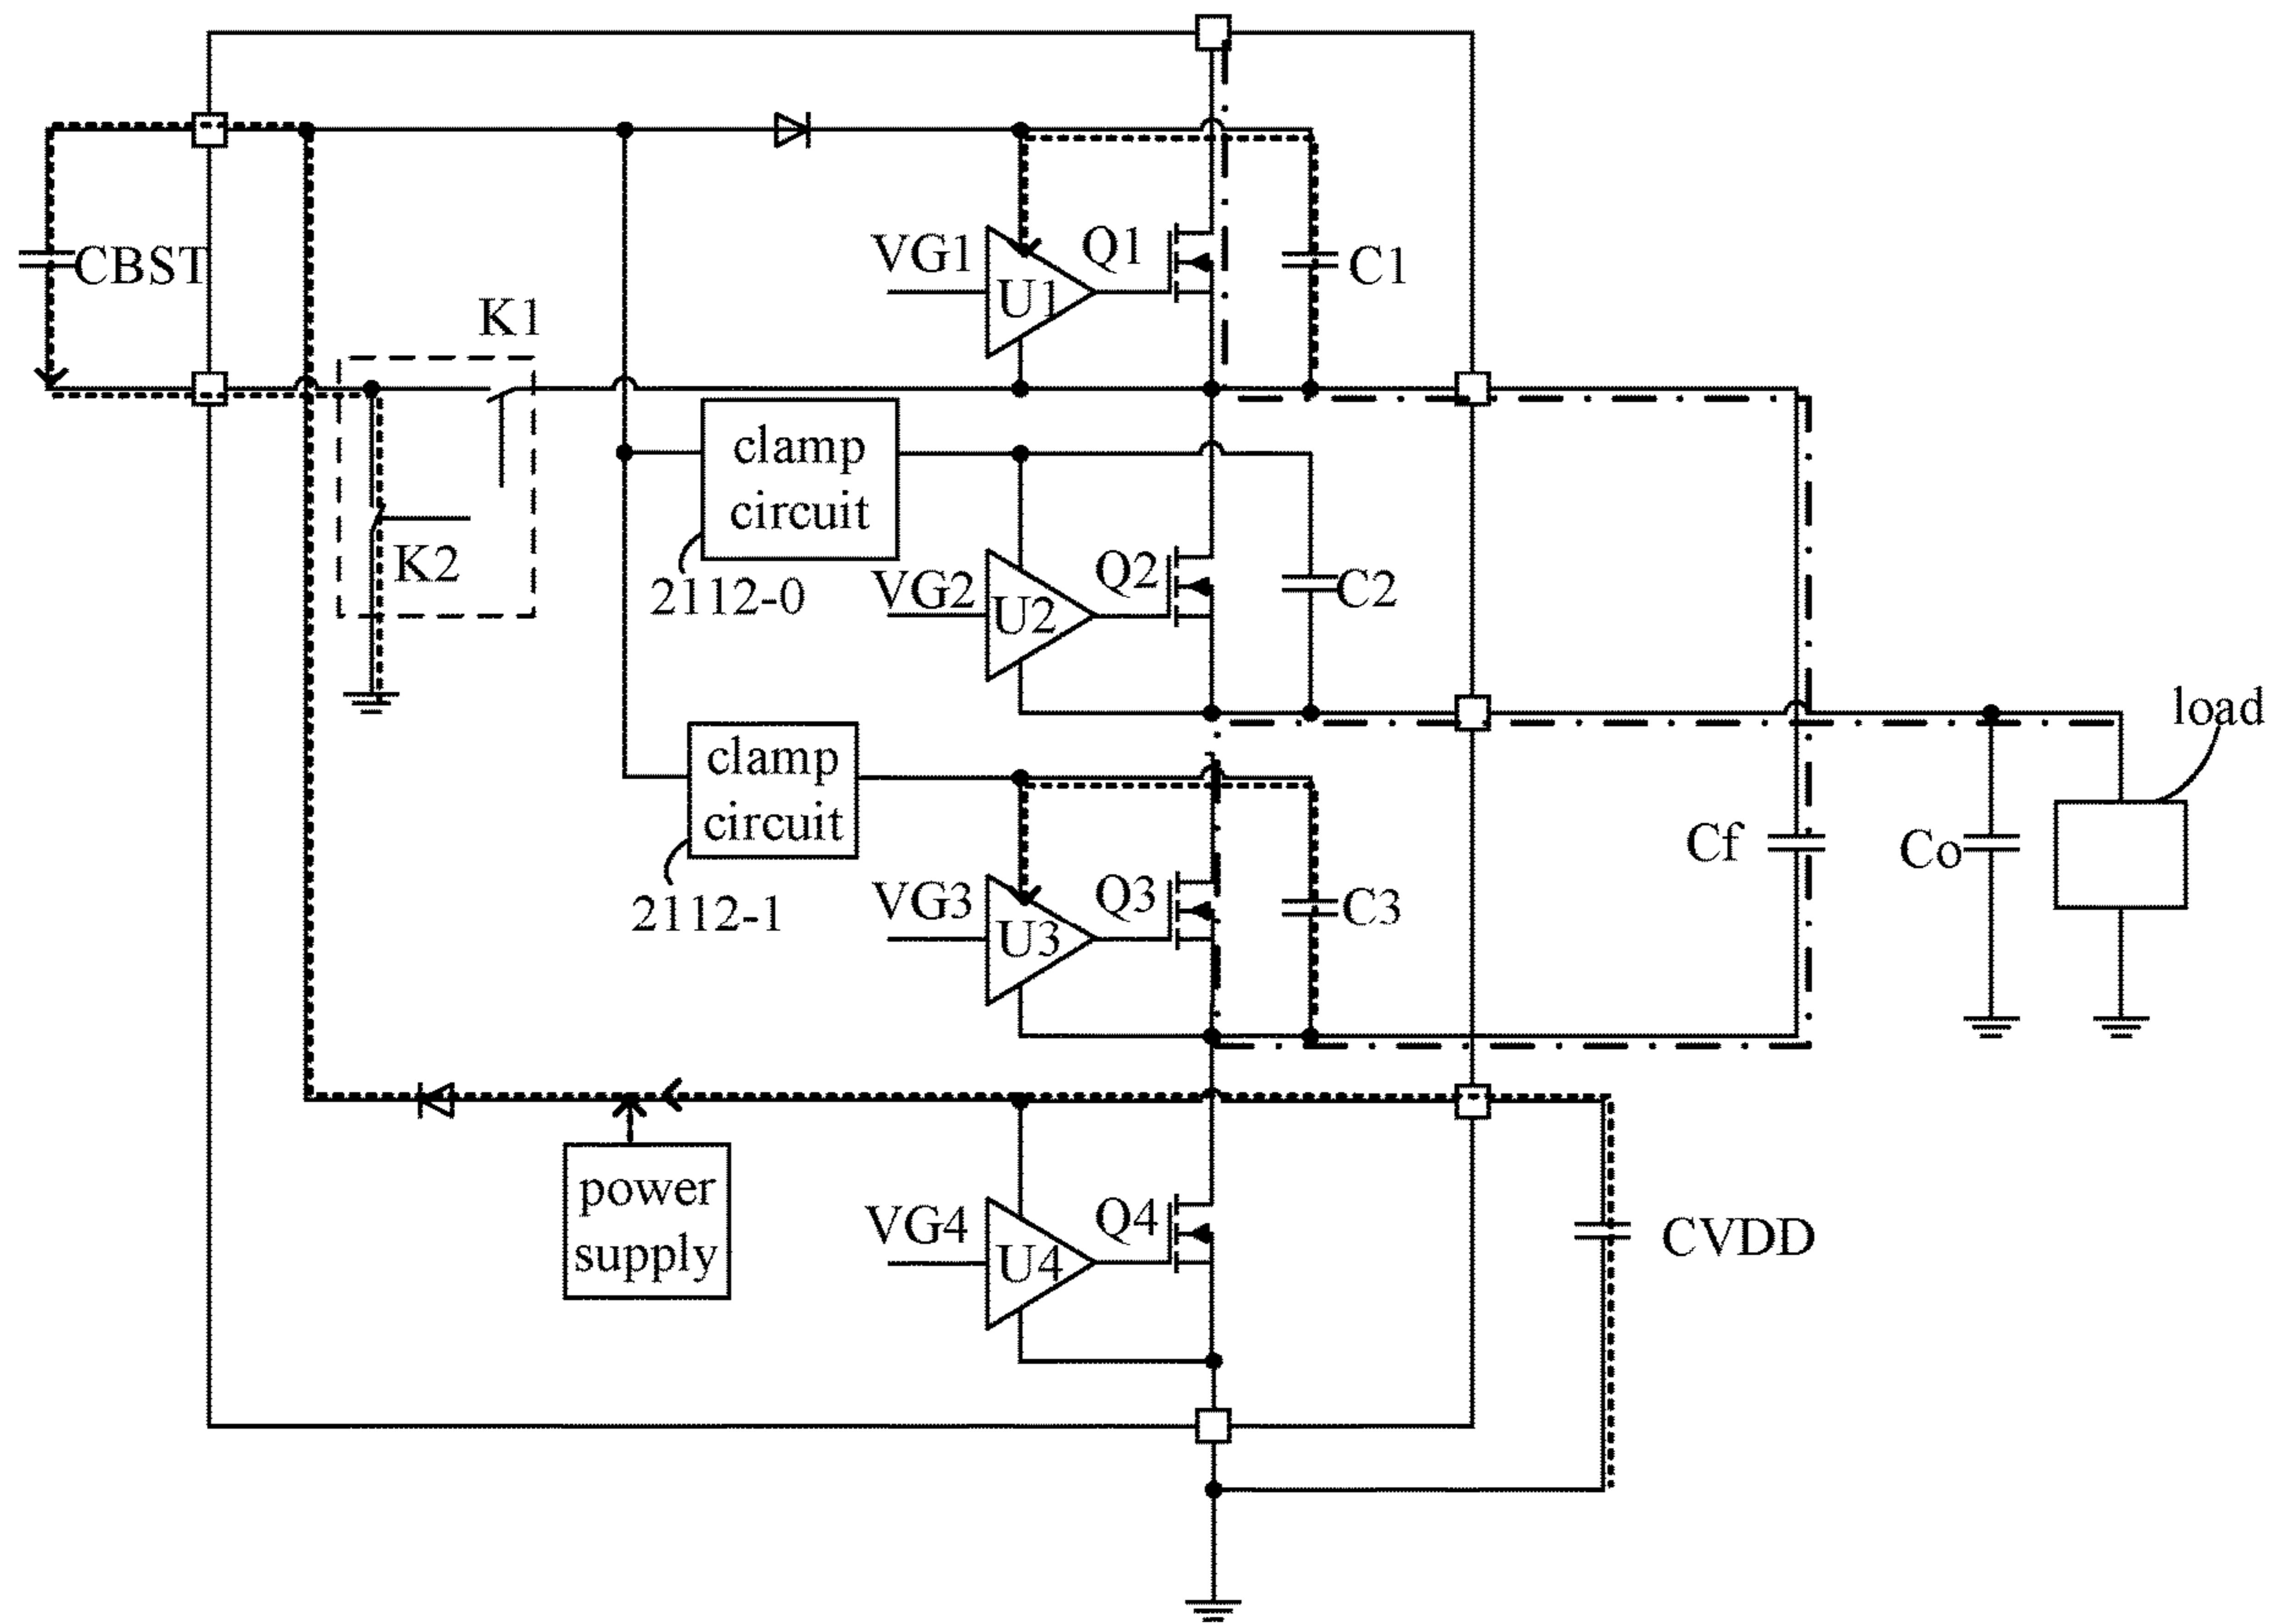 CBST
K1
VG1
U1
Q1
C1
clamp
circuit
2112-0
K2
VG2
U2
Q2
C2
load
clamp
circuit
2112-1
VG3
U3
Q3
C3
Cf
Co
power
supply
VG4
U4
Q4
CVDD